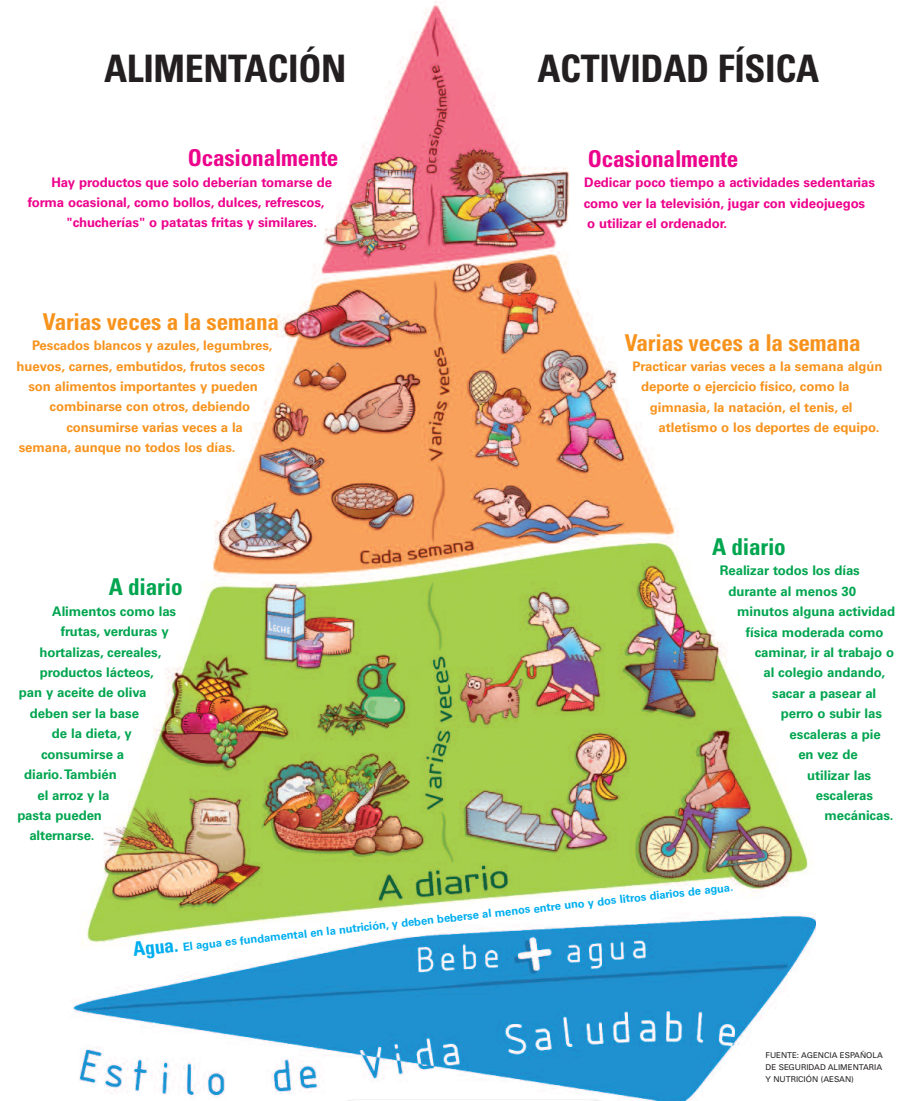 ALIMENTACIÓN
ACTIVIDAD FÍSICA
Ocasionalmente
Ocasionalmente
Hay productos que solo deberían tomarse de
forma ocasional, como bollos, dulces, refrescos,
"chucherías" o patatas fritas y similares.
Ocasionalmente
Dedicar poco tiempo a actividades sedentarias
como ver la televisión, jugar con videojuegos
o utilizar el ordenador.
Varias veces a la semana
Pescados blancos y azules, legumbres,
huevos, carnes, embutidos, frutos secos
son alimentos importantes y pueden
combinarse con otros, debiendo
consumirse varias veces a la
semana, aunque no todos los días.
Varias veces
Cada semana
Varias veces a la semana
Practicar varias veces a la semana algún
deporte o ejercicio físico, como la
gimnasia, la natación, el tenis, el
atletismo o los deportes de equipo.
A diario
Alimentos como las
frutas, verduras y
hortalizas, cereales,
productos lácteos,
pan y aceite de oliva
deben ser la base
de la dieta, y
consumirse a
diario. También
el arroz y la
pasta pueden
alternarse.
LECHE
Arroz
Varias veces
A diario
A diario
Realizar todos los días
durante al menos 30
minutos alguna actividad
física moderada como
caminar, ir al trabajo o
al colegio andando,
sacar a pasear al
perro o subir las
escaleras a pie
en vez de
utilizar las
escaleras
mecánicas.
Agua. El agua es fundamental en la nutrición, y deben beberse al menos entre uno y dos litros diarios de agua.
Bebe + agua
Estilo de Vida Saludable
FUENTE: AGENCIA ESPAÑOLA
DE SEGURIDAD ALIMENTARIA
Y NUTRICIÓN (AESAN)